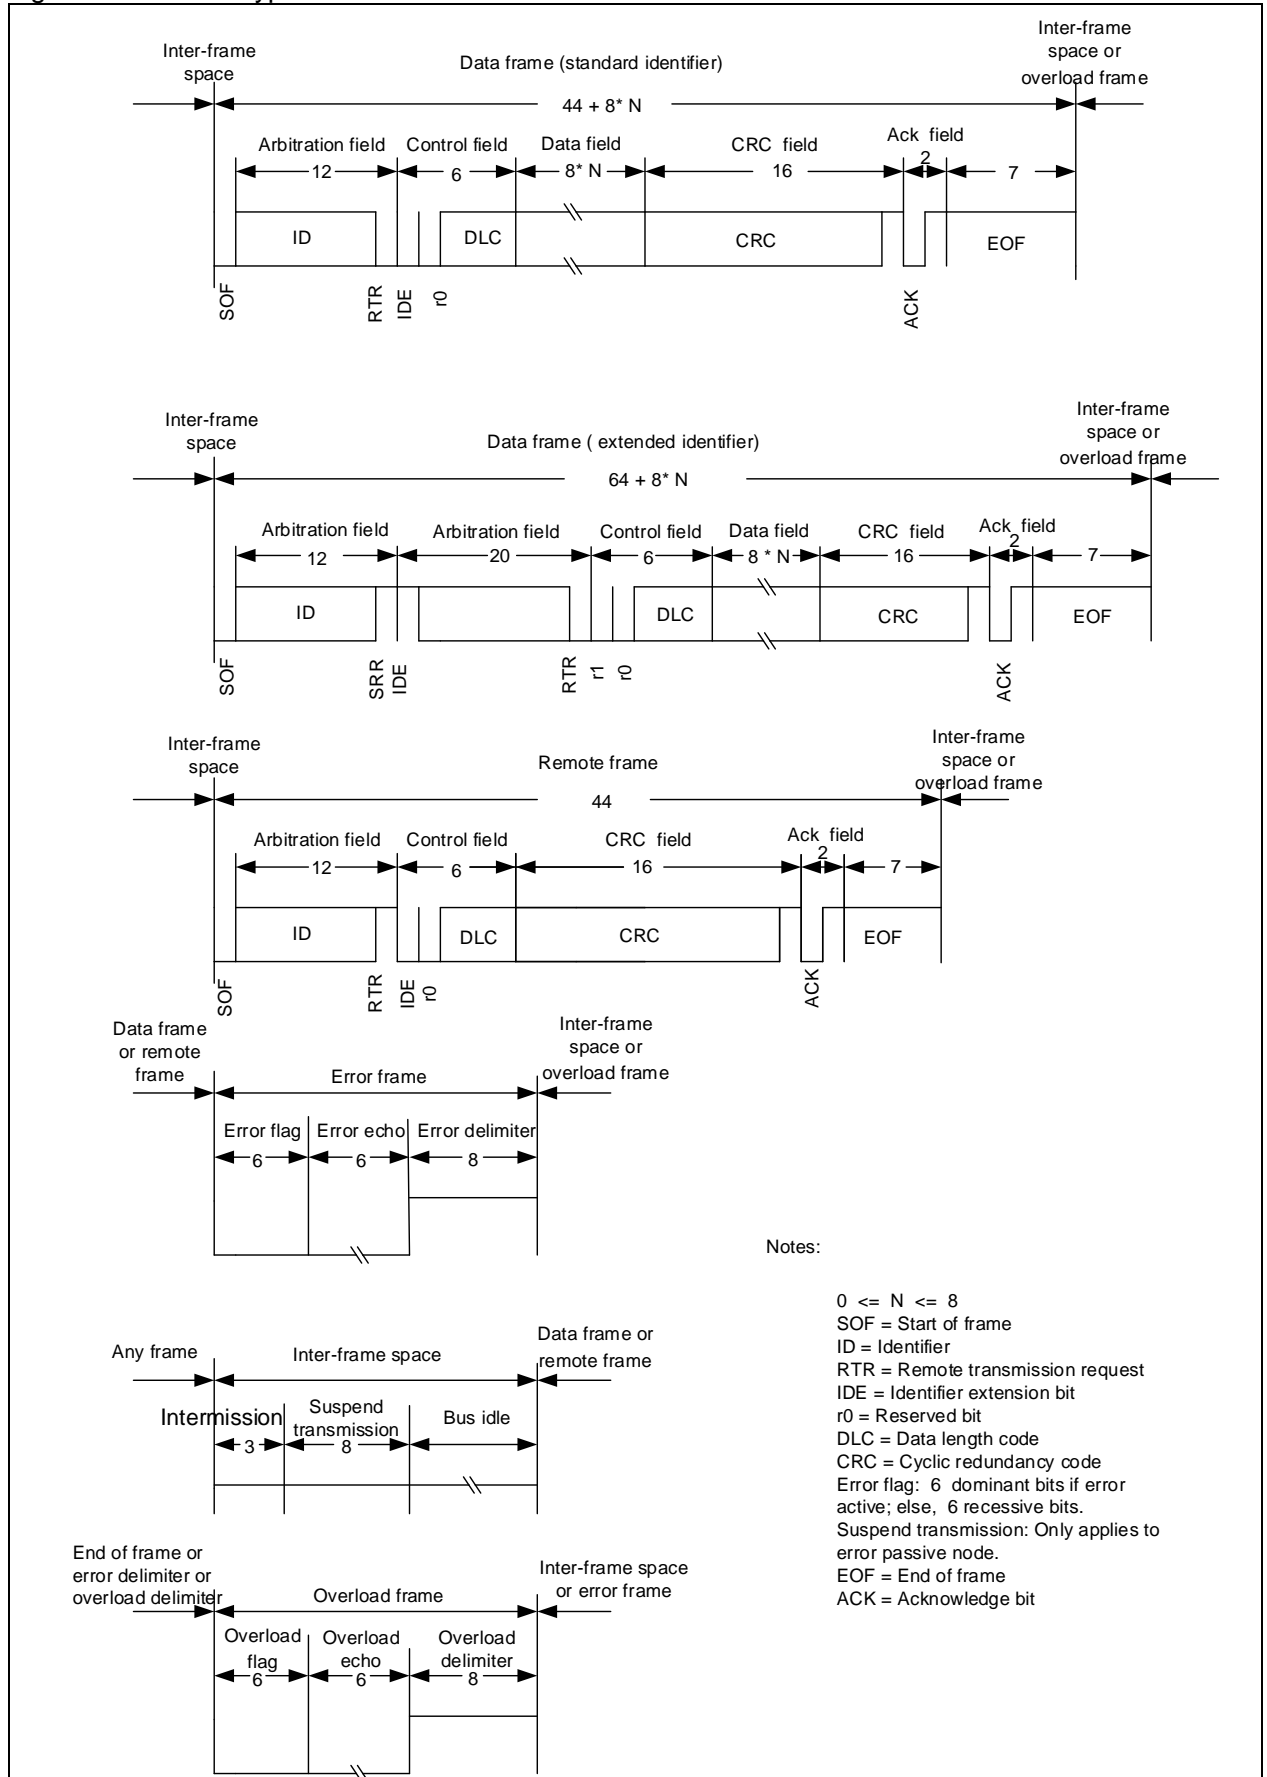 Inter-frame
space
Data frame (standard identifier)
Inter-frame
space or
overload frame
44 + 8* N
Arbitration field
Control field
Data field
CRC field
Ack field
12
6
8* N
16
2
7
ID
DLC
CRC
EOF
SOF
RTR
IDE
r0
ACK
Inter-frame
space
Data frame ( extended identifier)
Inter-frame
space or
overload frame
64 + 8* N
Arbitration field
Arbitration field
Control field
Data field
CRC field
Ack field
12
20
6
8 * N
16
2
7
ID
DLC
CRC
EOF
SOF
SRR
IDE
RTR
r1
r0
ACK
Inter-frame
space
Remote frame
Inter-frame
space or
overload frame
44
Arbitration field
Control field
CRC field
Ack field
12
6
16
2
7
ID
DLC
CRC
EOF
SOF
RTR
IDE
r0
ACK
Data frame
or remote
frame
Error frame
Inter-frame
space or
overload frame
Error flag
Error echo
Error delimiter
6
6
8
Any frame
Inter-frame space
Data frame or
remote frame
Intermission
Suspend
transmission
Bus idle
3
8
End of frame or
error delimiter or
overload delimiter
Overload frame
Inter-frame space
or error frame
Overload
flag
Overload
echo
Overload
delimiter
6
6
8
Notes:
0 <= N <= 8
SOF = Start of frame
ID = Identifier
RTR = Remote transmission request
IDE = Identifier extension bit
r0 = Reserved bit
DLC = Data length code
CRC = Cyclic redundancy code
Error flag: 6 dominant bits if error
active; else, 6 recessive bits.
Suspend transmission: Only applies to
error passive node.
EOF = End of frame
ACK = Acknowledge bit